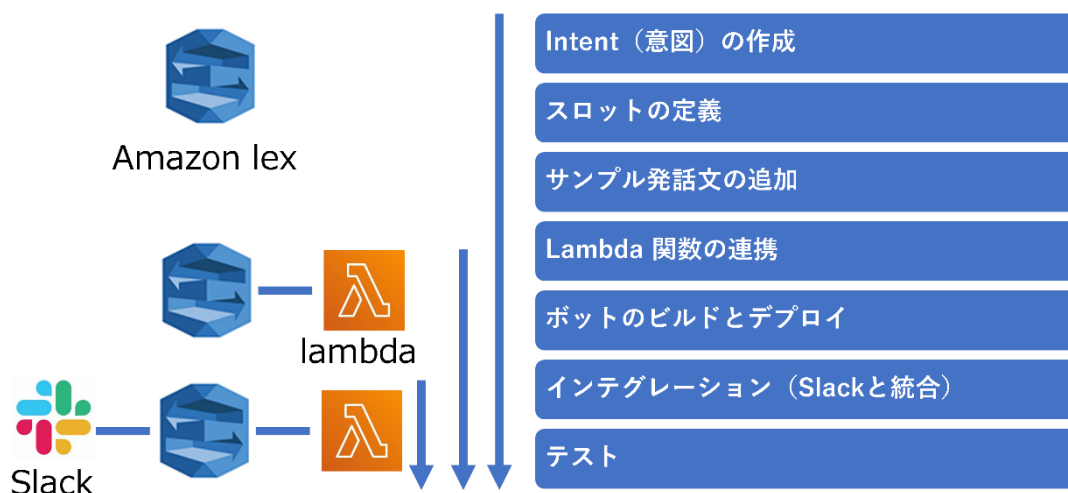 Amazon lex
lambda
Slack
Intent（意図）の作成
スロットの定義
サンプル発話文の追加
Lambda 関数の連携
ボットのビルドとデプロイ
インテグレーション（Slackと統合）
テスト